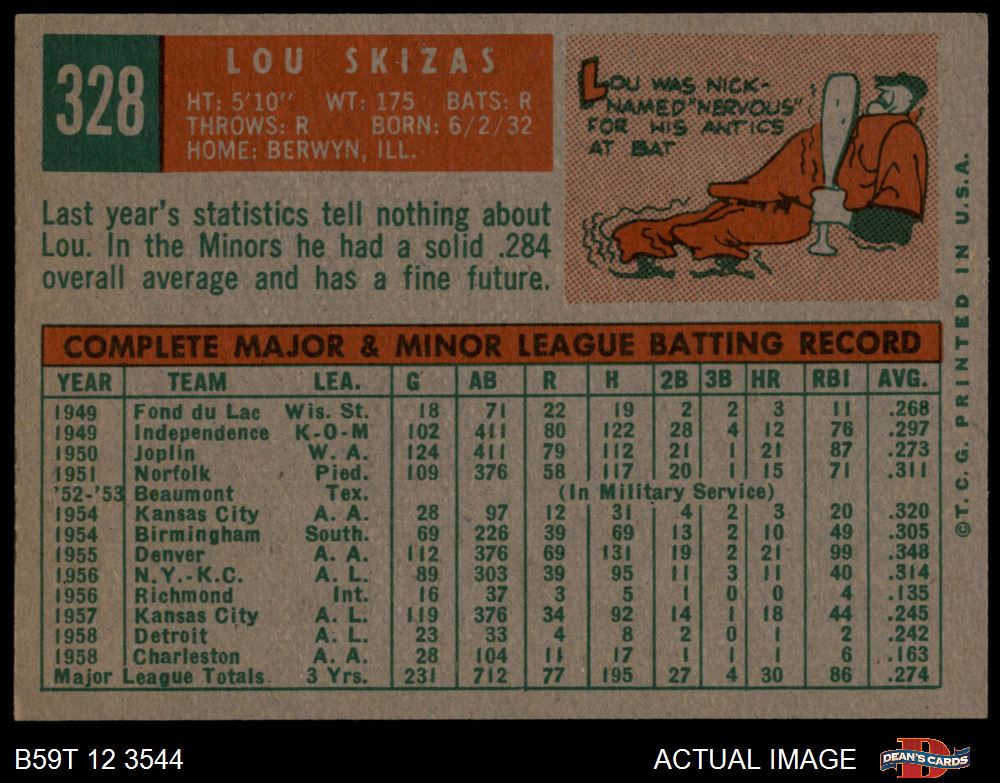 328
LOU SKIZAS
HT: 5'10" WT: 175 BATS: R
THROWS: R BORN: 6/2/32
HOME: BERWYN, ILL.
LOU WAS NICK-
NAMED "NERVOUS"
FOR HIS ANTICS
AT BAT
Last year's statistics tell nothing about
Lou. In the Minors he had a solid .284
overall average and has a fine future.
COMPLETE MAJOR & MINOR LEAGUE BATTING RECORD
YEAR TEAM LEA. G AB R H 2B 3B HR RBI AVG.
1949 Fond du Lac Wis. St. 18 71 22 19 2 2 3 11 .268
1949 Independence K-O-M 102 411 80 122 28 4 12 76 .297
1950 Joplin W. A. 124 411 79 112 21 1 21 87 .273
1951 Norfolk Pied. 109 376 58 117 20 1 15 71 .311
'52-'53 Beaumont Tex. (In Military Service)
1954 Kansas City A. A. 28 97 12 31 4 2 3 20 .320
1954 Birmingham South. 69 226 39 69 13 2 10 49 .305
1955 Denver A. A. 112 376 69 131 19 2 21 99 .348
1956 N.Y.-K.C. A. L. 89 303 39 95 11 3 11 40 .314
1956 Richmond Int. 16 37 3 5 1 0 0 4 .135
1957 Kansas City A. L. 119 376 34 92 14 1 18 44 .245
1958 Detroit A. L. 23 33 4 8 2 0 1 2 .242
1958 Charleston A. A. 28 104 11 17 1 1 1 6 .163
Major League Totals 3 Yrs. 231 712 77 195 27 4 30 86 .274
©T.C.G. PRINTED IN U.S.A.
B59T 12 3544
ACTUAL IMAGE
DEAN'S CARDS